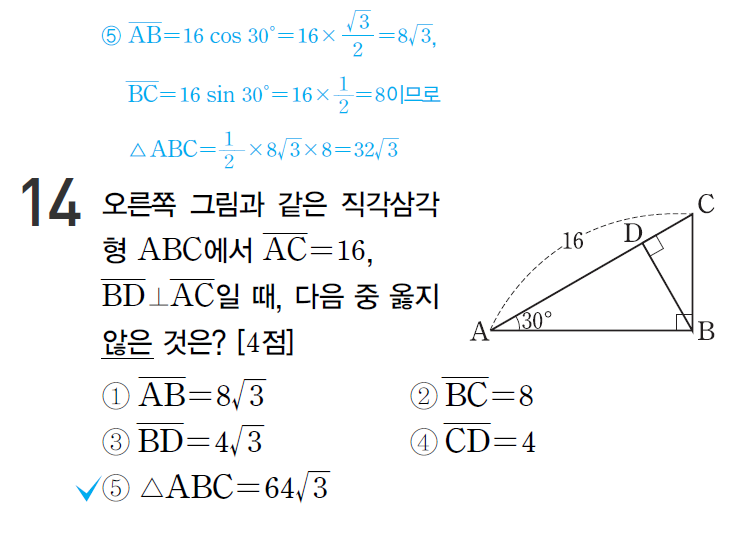 ⑤ AB=16 cos 30°=16×√3/2=8√3,
BC=16 sin 30°=16×1/2=8이므로
△ABC=1/2×8√3×8=32√3
14 오른쪽 그림과 같은 직각삼각
형 ABC에서 AC=16,
BD⊥AC일 때, 다음 중 옳지
않은 것은? [4점]
C
D
16
A
30°
B
① AB=8√3 ② BC=8
③ BD=4√3 ④ CD=4
⑤ △ABC=64√3